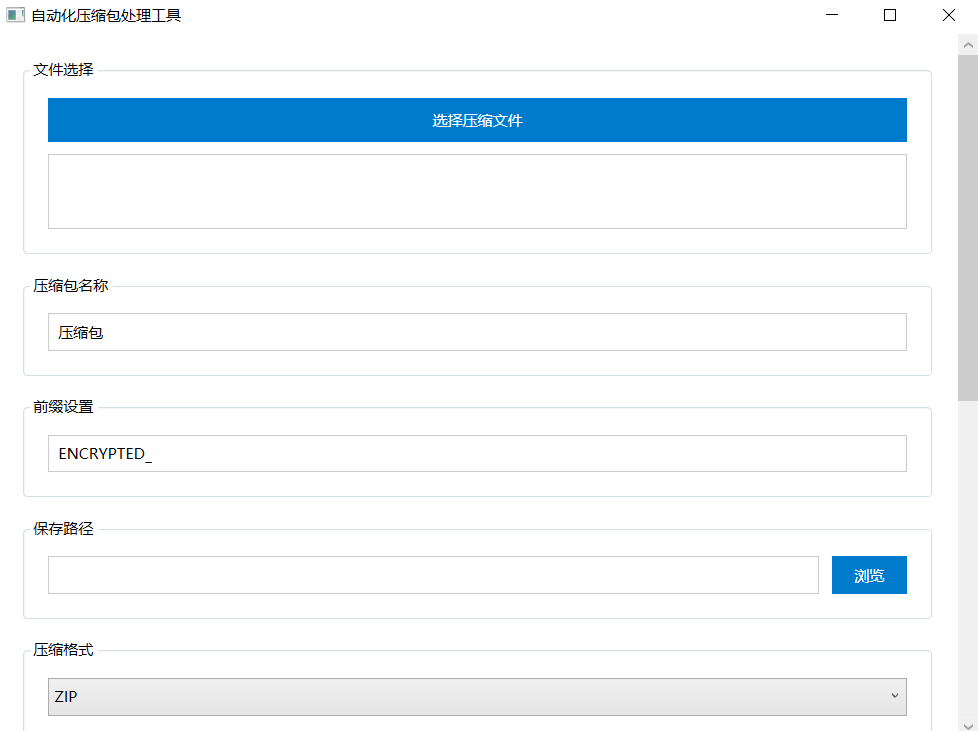 自动化压缩包处理工具
文件选择
选择压缩文件
压缩包名称
压缩包
前缀设置
ENCRYPTED_
保存路径
浏览
压缩格式
ZIP